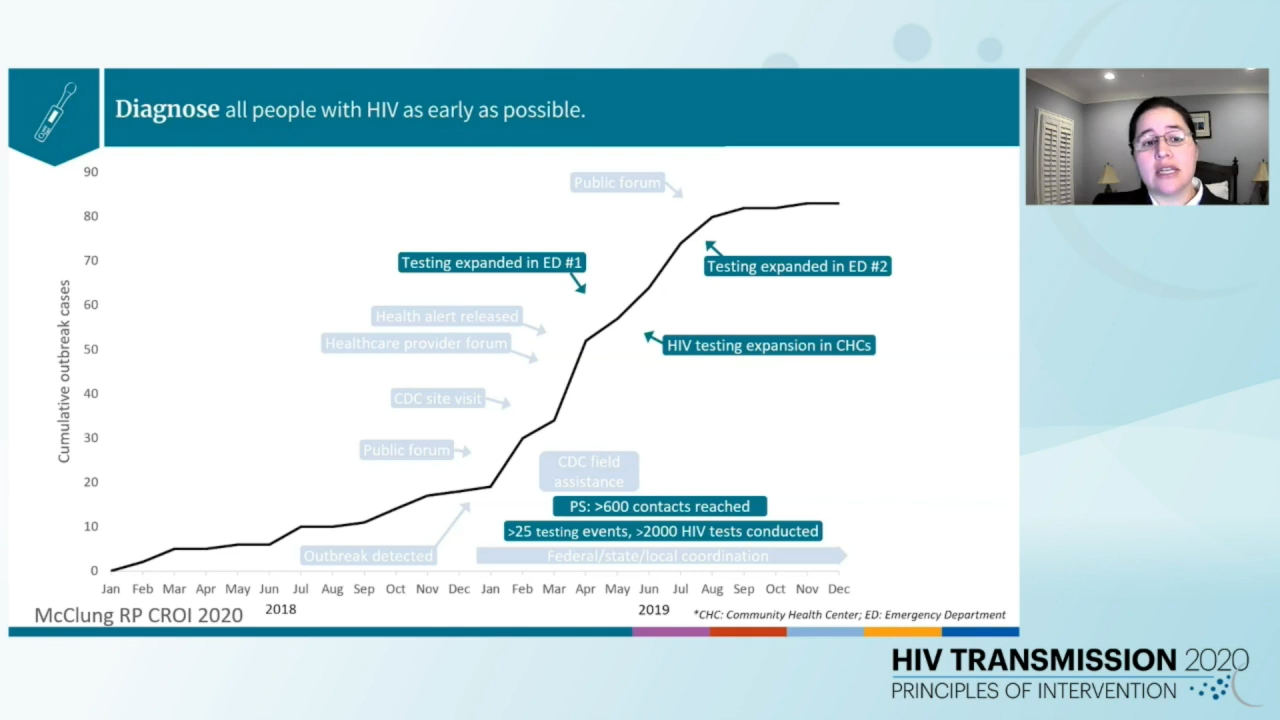 Diagnose all people with HIV as early as possible.
90
80
70
60
50
40
30
20
10
0
Cumulative outbreak cases
Public forum
Testing expanded in ED #1
Testing expanded in ED #2
Health alert released
Healthcare provider forum
HIV testing expansion in CHCs
CDC site visit
Public forum
CDC field
assistance
PS: >600 contacts reached
>25 testing events, >2000 HIV tests conducted
Outbreak detected
Federal/state/local coordination
Jan Feb Mar Apr May Jun Jul Aug Sep Oct Nov Dec Jan Feb Mar Apr May Jun Jul Aug Sep Oct Nov Dec
2018 2019
McClung RP CROI 2020
*CHC: Community Health Center; ED: Emergency Department
HIV TRANSMISSION 2020
PRINCIPLES OF INTERVENTION